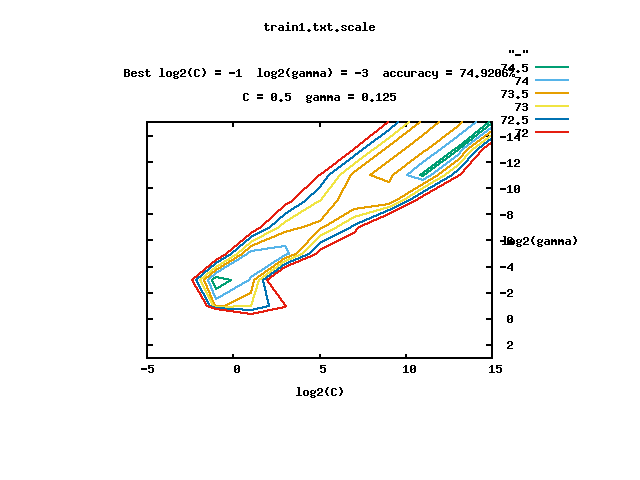 train1.txt.scale
"-"
Best log2(C) = -1  log2(gamma) = -3  accuracy = 74.9206%
74.5
74
C = 0.5  gamma = 0.125
73.5
73
72.5
72
-14
-12
-10
-8
-6
log2(gamma)
-4
-2
0
2
-5 0 5 10 15
log2(C)